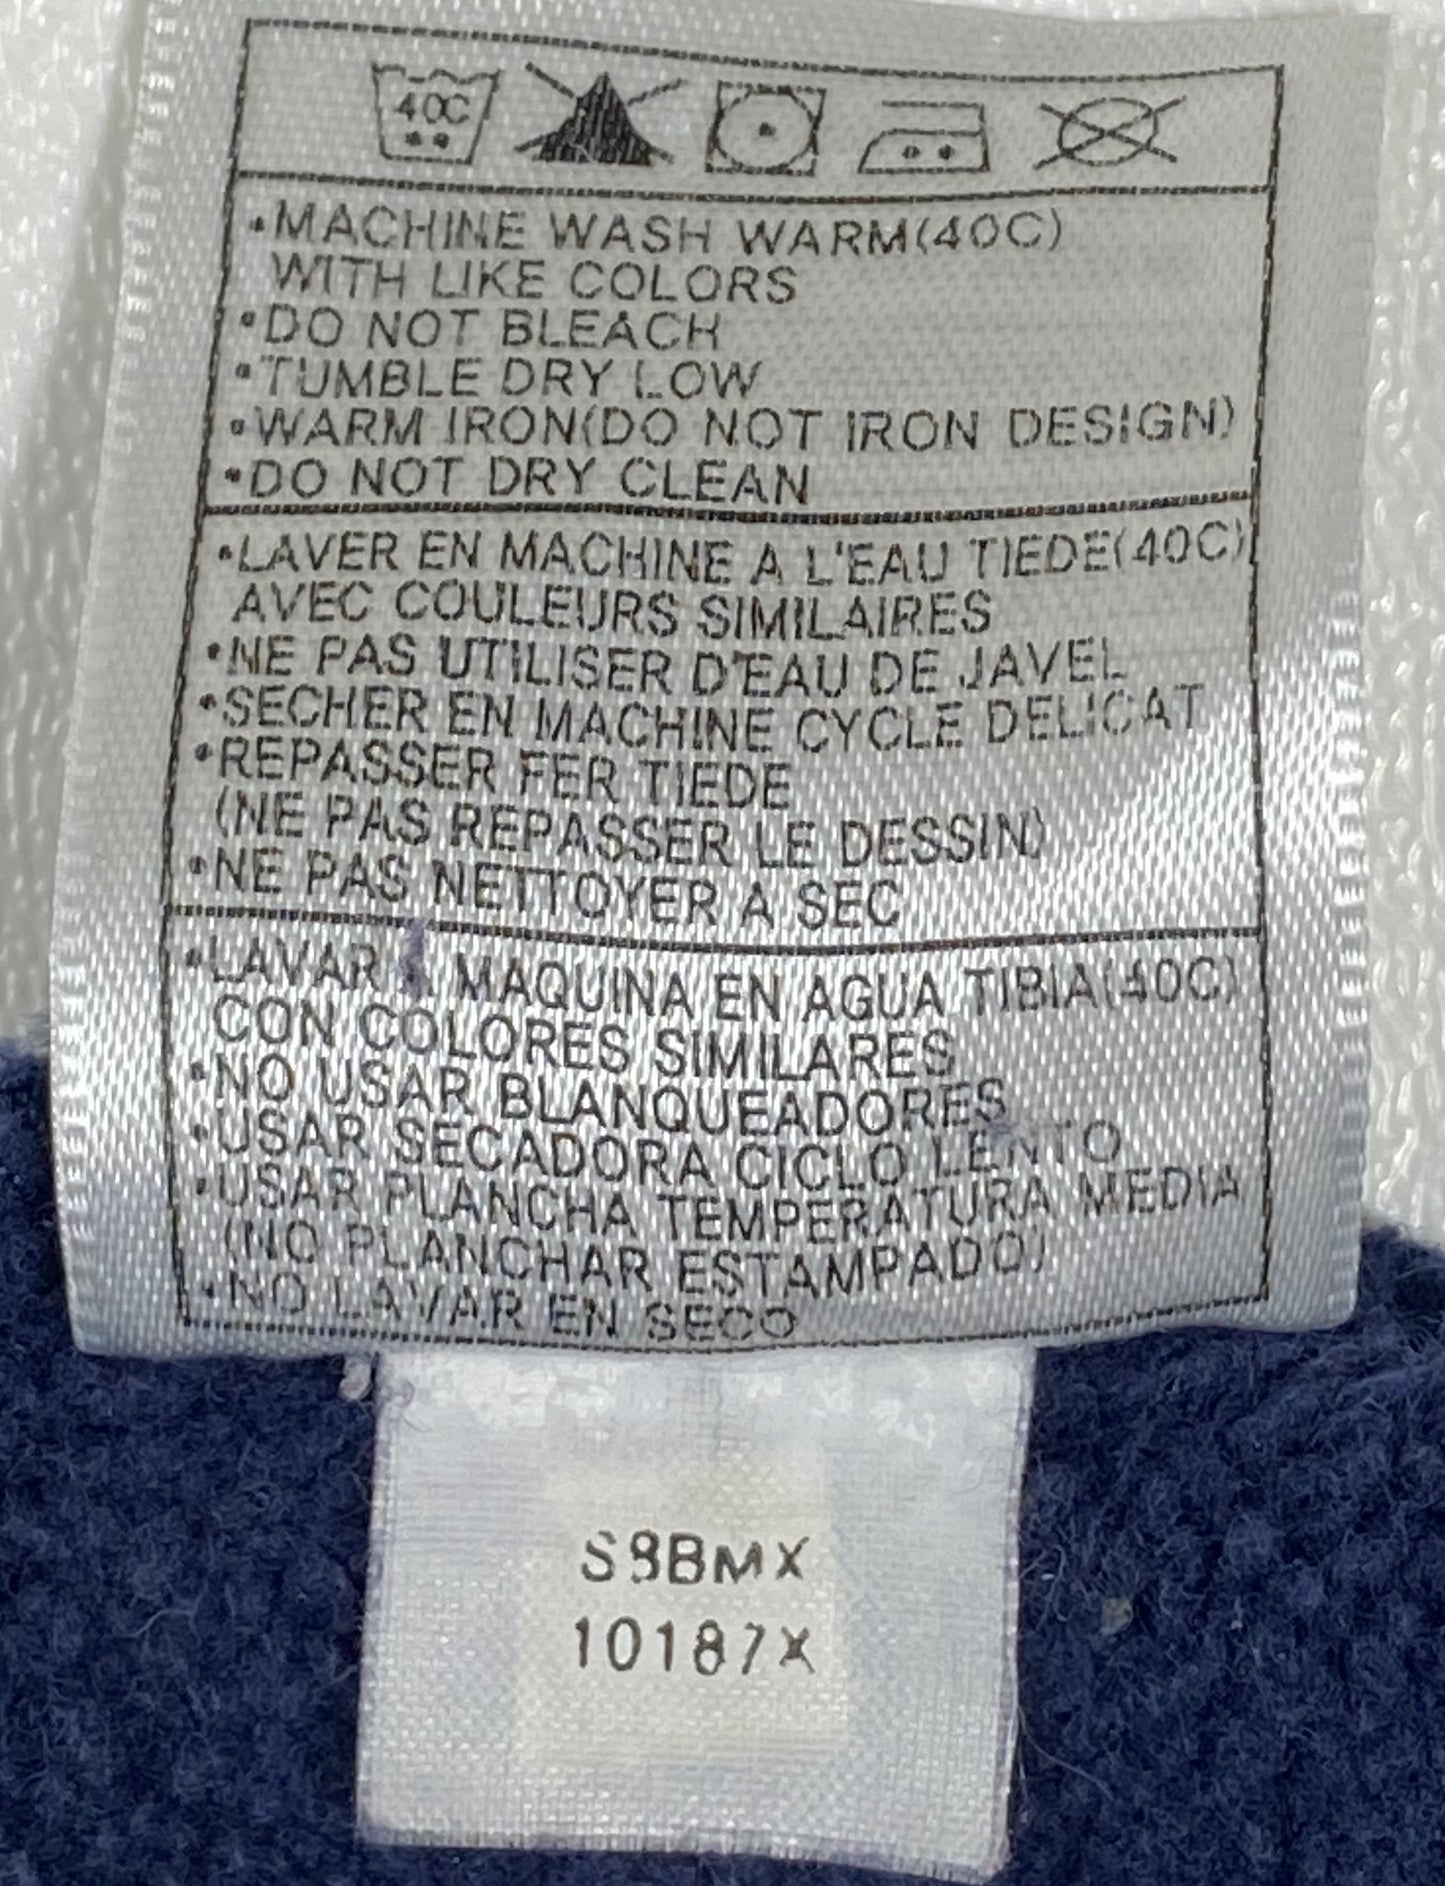 40C
•MACHINE WASH WARM(40C)
WITH LIKE COLORS
•DO NOT BLEACH
•TUMBLE DRY LOW
•WARM IRON(DO NOT IRON DESIGN)
•DO NOT DRY CLEAN
•LAVER EN MACHINE A L'EAU TIEDE(40C)
AVEC COULEURS SIMILAIRES
•NE PAS UTILISER D'EAU DE JAVEL
•SECHER EN MACHINE CYCLE DELICAT
•REPASSER FER TIEDE
(NE PAS REPASSER LE DESSIN)
•NE PAS NETTOYER A SEC
•LAVAR A MAQUINA EN AGUA TIBIA(40C)
CON COLORES SIMILARES
•NO USAR BLANQUEADORES
•USAR SECADORA CICLO LENTO
•USAR PLANCHA TEMPERATURA MEDIA
(NO PLANCHAR ESTAMPADO)
•NO LAVAR EN SECO
S9BMX
10187X